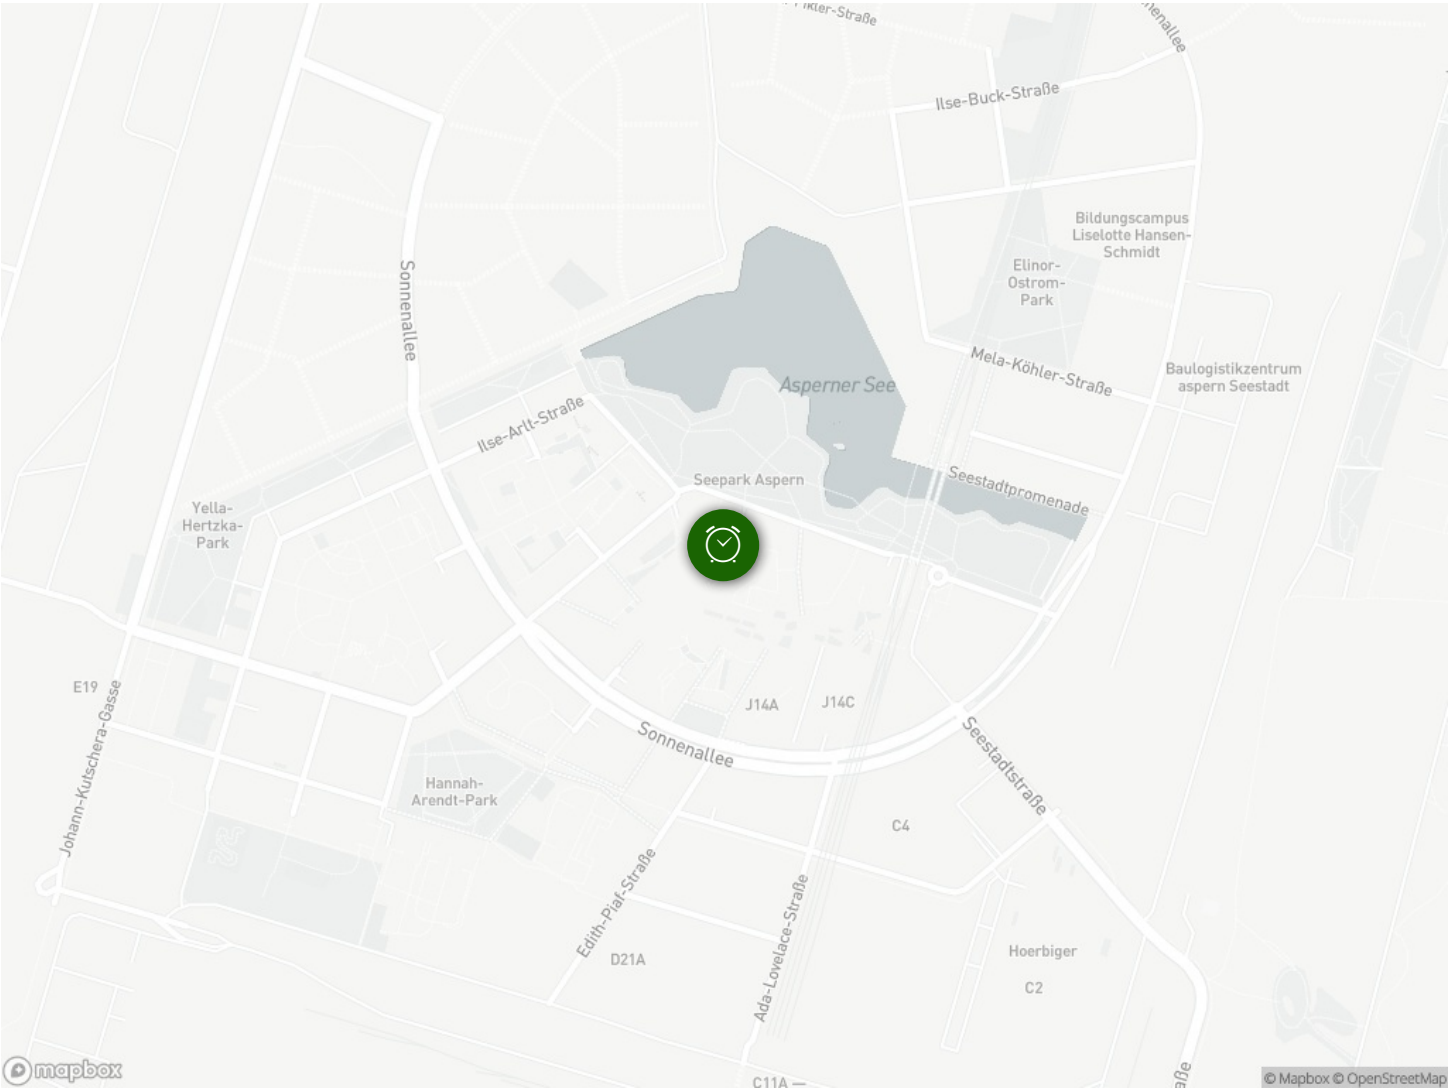 Ilse-Buck-Straße
Bildungscampus
Liselotte Hansen-
Schmidt
Elinor-
Ostrom-
Park
Sonnenallee
Mela-Köhler-Straße
Baulogistikzentrum
aspern Seestadt
Asperner See
Ilse-Arlt-Straße
Seepark Aspern
Seestadtpromenade
Yella-
Hertzka-
Park
E19
J14A
J14C
Sonnenallee
Seestadtstraße
Johann-Kutschera-Gasse
Hannah-
Arendt-Park
C4
Edith-Piaf-Straße
Ada-Lovelace-Straße
D21A
Hoerbiger
C2
mapbox
C11A —
© Mapbox © OpenStreetMap